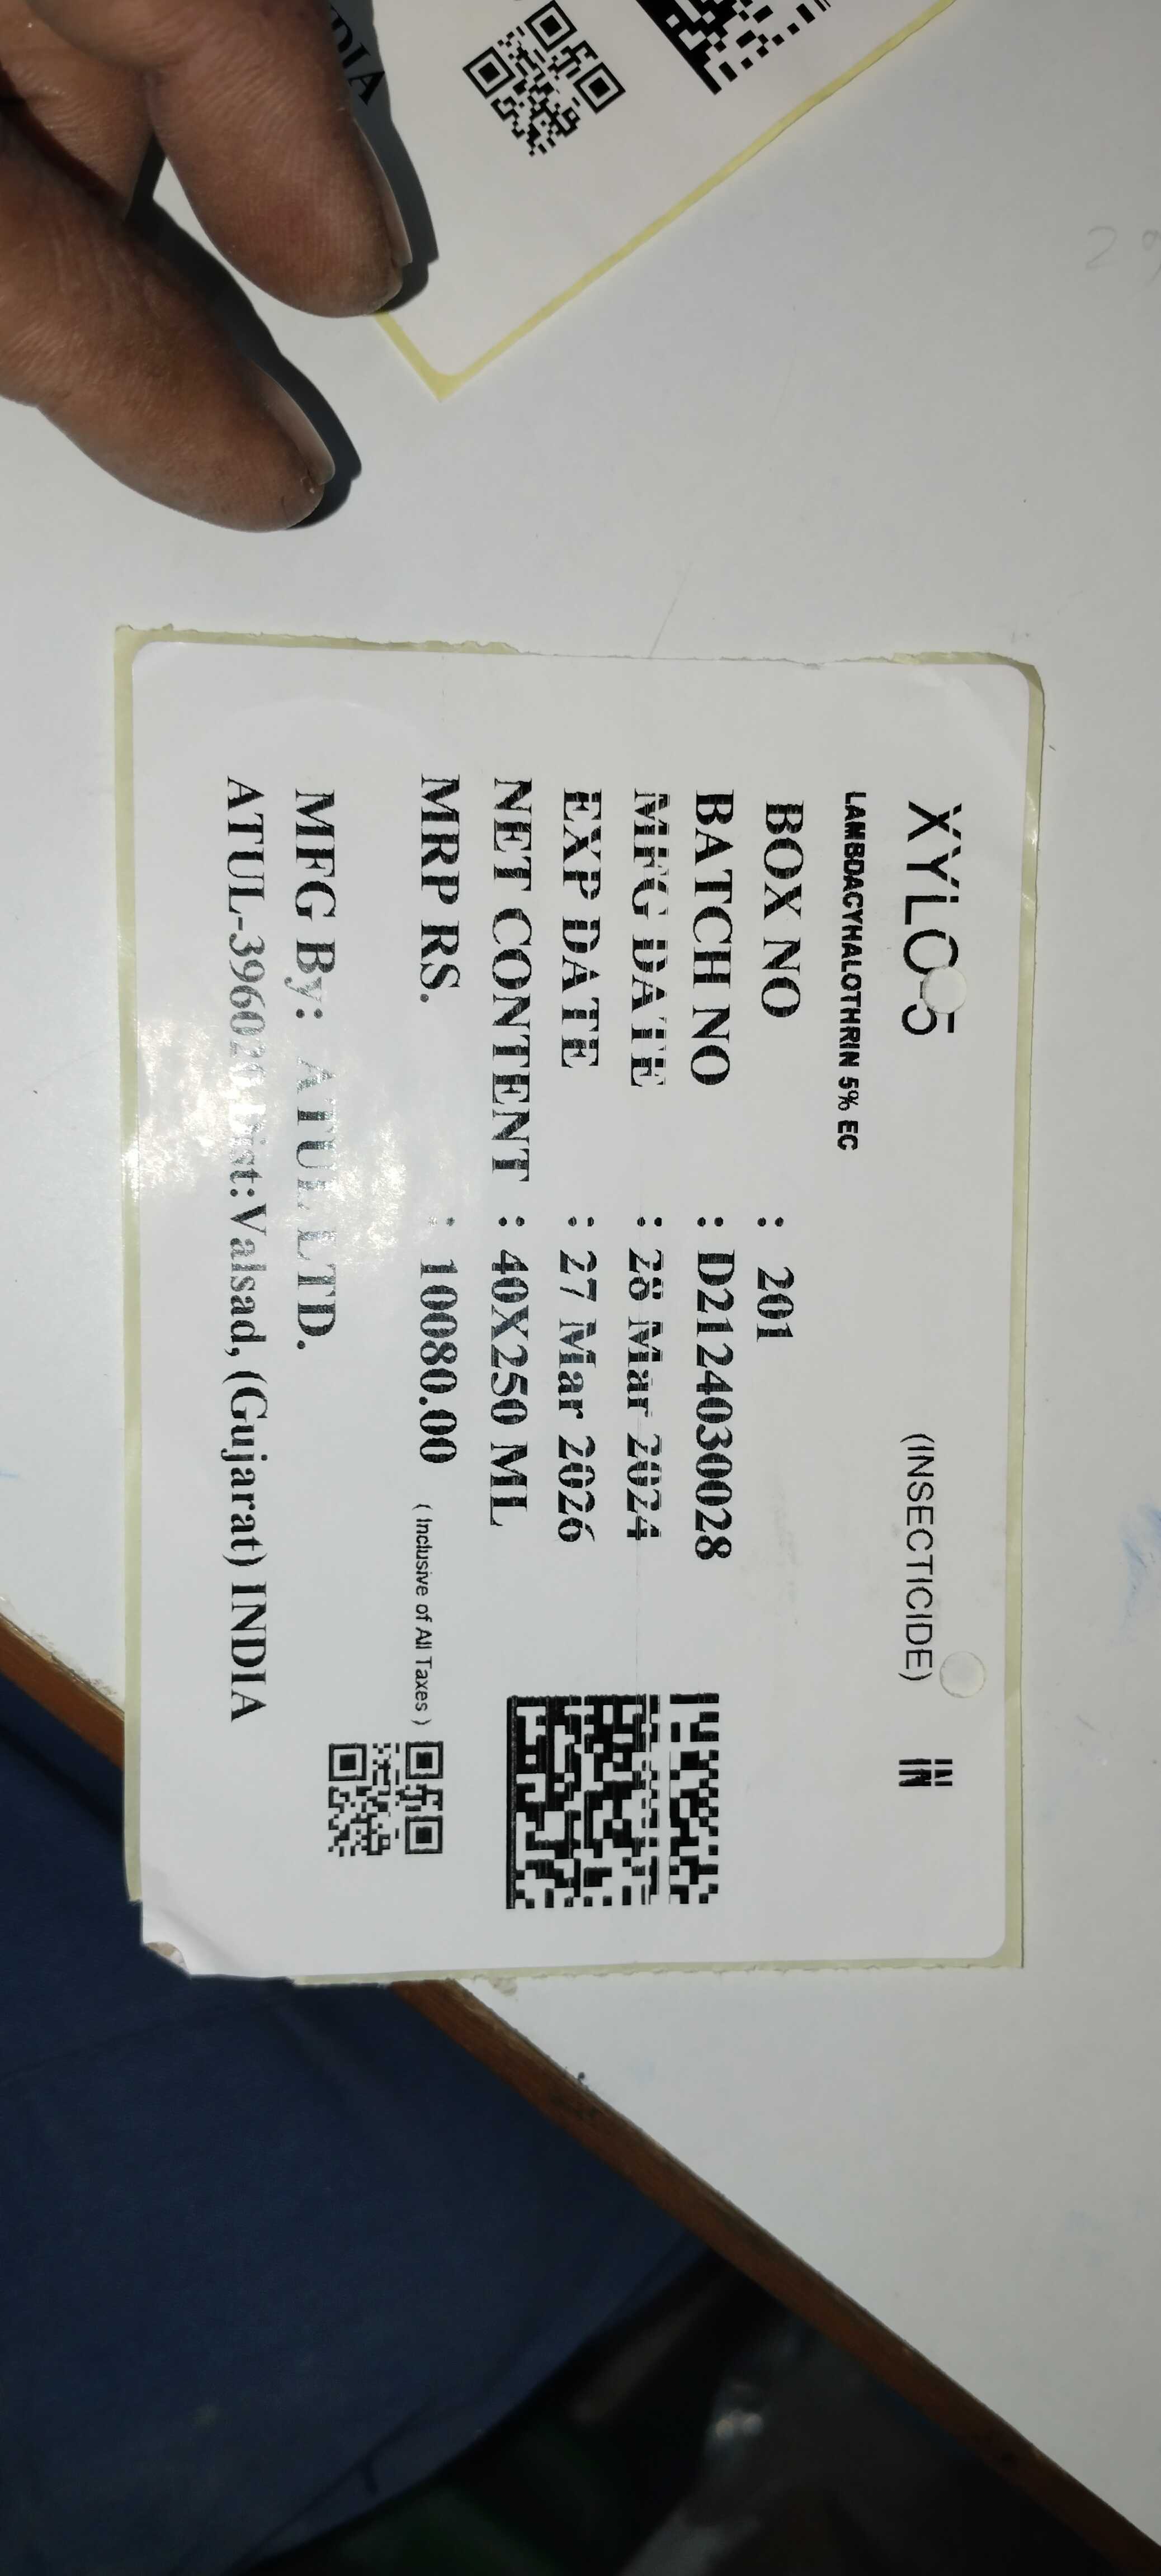 XYLO-5 (INSECTICIDE) IN
LAMBDACYHALOTHRIN 5% EC
BOX NO : 201
BATCH NO : D2124030028
MFG DATE : 28 Mar 2024
EXP DATE : 27 Mar 2026
NET CONTENT : 40X250 ML
MRP RS. : 10080.00 ( Inclusive of All Taxes )
MFG By: ATUL LTD.
Dist:Valsad, (Gujarat) INDIA